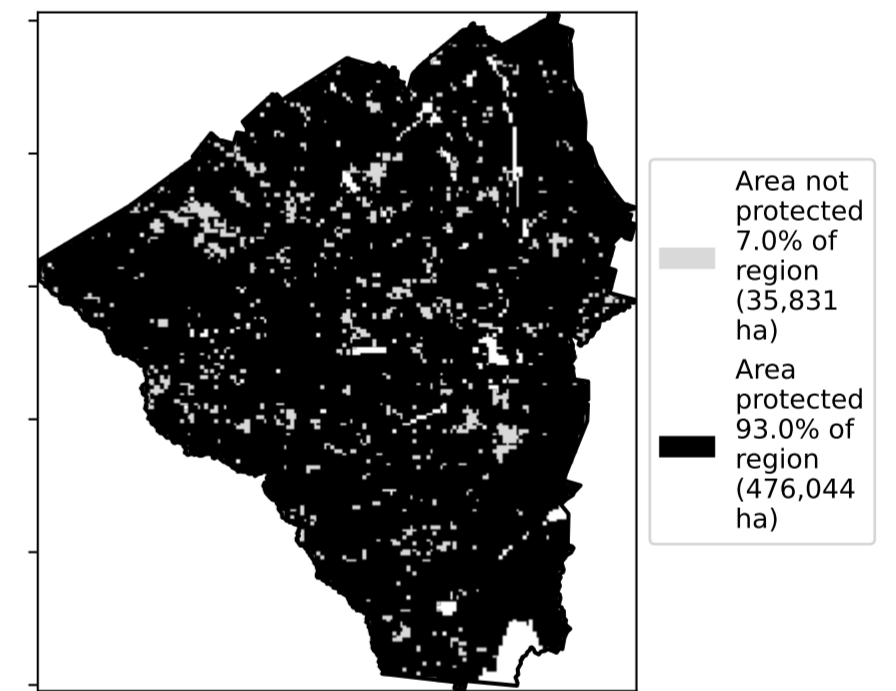 Area not
protected
7.0% of
region
(35,831
ha)
Area
protected
93.0% of
region
(476,044
ha)